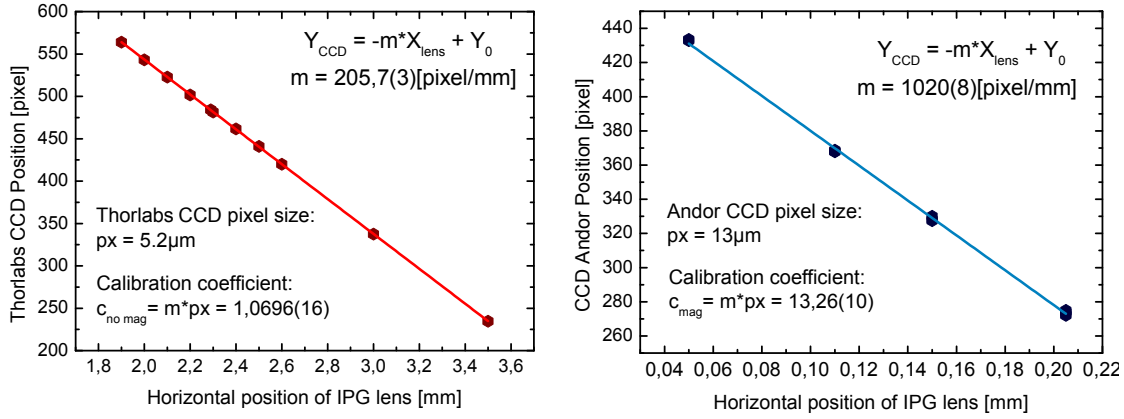 Y_CCD = -m*X_lens + Y_0
m = 205,7(3)[pixel/mm]
Thorlabs CCD pixel size:
px = 5.2µm
Calibration coefficient:
c_no mag = m*px = 1,0696(16)
Thorlabs CCD Position [pixel]
600
550
500
450
400
350
300
250
200
1,8 2,0 2,2 2,4 2,6 2,8 3,0 3,2 3,4 3,6
Horizontal position of IPG lens [mm]
Y_CCD = -m*X_lens + Y_0
m = 1020(8)[pixel/mm]
Andor CCD pixel size:
px = 13µm
Calibration coefficient:
c_mag = m*px = 13,26(10)
CCD Andor Position [pixel]
440
420
400
380
360
340
320
300
280
260
0,04 0,06 0,08 0,10 0,12 0,14 0,16 0,18 0,20 0,22
Horizontal position of IPG lens [mm]